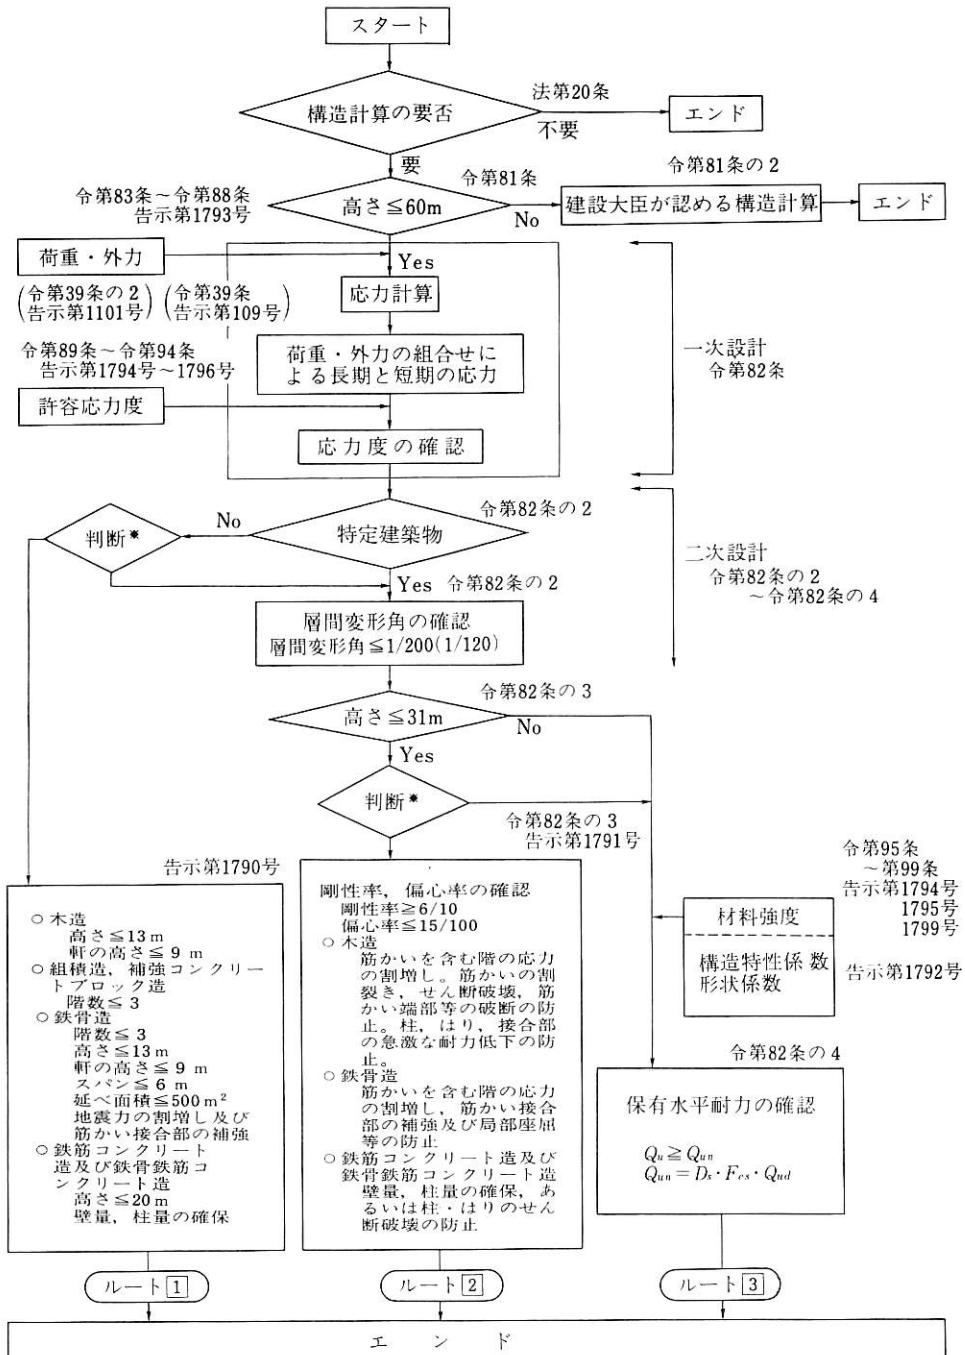 スタート
構造計算の要否
法第20条
不要
エンド
要
令第83条～令第88条
告示第1793号
高さ≦60m
令第81条
No
令第81条の2
建設大臣が認める構造計算
エンド
荷重・外力
Yes
(令第39条の2
告示第1101号)
(令第39条
告示第109号)
応力計算
令第89条～令第94条
告示第1794号～1796号
荷重・外力の組合せに
よる長期と短期の応力
一次設計
令第82条
許容応力度
応力度の確認
令第82条の2
特定建築物
No
判断※
Yes
令第82条の2
二次設計
令第82条の2
～令第82条の4
層間変形角の確認
層間変形角≦1/200(1/120)
令第82条の3
高さ≦31m
No
Yes
判断※
令第82条の3
告示第1791号
告示第1790号
○木造
高さ≦13m
軒の高さ≦9m
○組積造，補強コンクリー
トブロック造
階数≦3
○鉄骨造
階数≦3
高さ≦13m
軒の高さ≦9m
スパン≦6m
延べ面積≦500m²
地震力の割増し及び
筋かい接合部の補強
○鉄筋コンクリート
造及び鉄骨鉄筋コ
ンクリート造
高さ≦20m
壁量，柱量の確保
剛性率，偏心率の確認
剛性率≧6/10
偏心率≦15/100
○木造
筋かいを含む階の応力
の割増し。筋かいの割
裂き，せん断破壊，筋
かい端部等の破断の防
止。柱，はり，接合部
の急激な耐力低下の防
止。
○鉄骨造
筋かいを含む階の応力
の割増し，筋かい接合
部の補強及び局部座屈
等の防止
○鉄筋コンクリート造及び
鉄骨鉄筋コンクリート造
壁量，柱量の確保，あ
るいは柱・はりのせん
断破壊の防止
令第95条
～第99条
告示第1794号
1795号
1799号
材料強度
構造特性係数
形状係数
告示第1792号
令第82条の4
保有水平耐力の確認
Qu≧Qun
Qun=Ds・Fes・Qud
ルート1
ルート2
ルート3
エンド